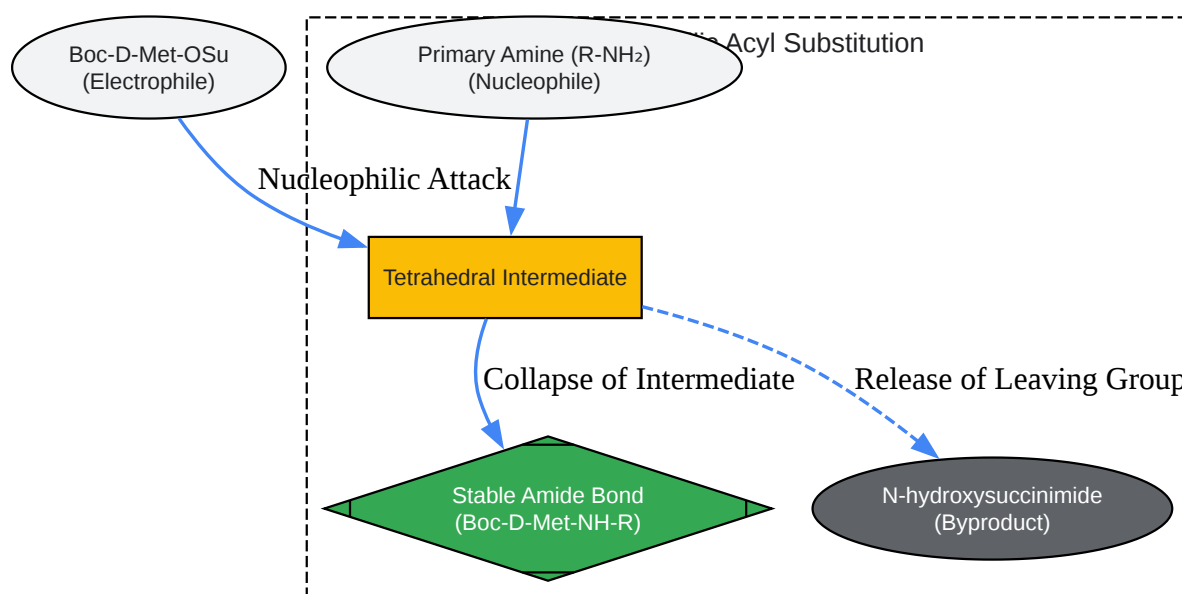 Boc-D-Met-OSu
(Electrophile)
Primary Amine (R-NH₂)
(Nucleophile)
Acyl Substitution
Nucleophilic Attack
Tetrahedral Intermediate
Collapse of Intermediate
Release of Leaving Group
Stable Amide Bond
(Boc-D-Met-NH-R)
N-hydroxysuccinimide
(Byproduct)